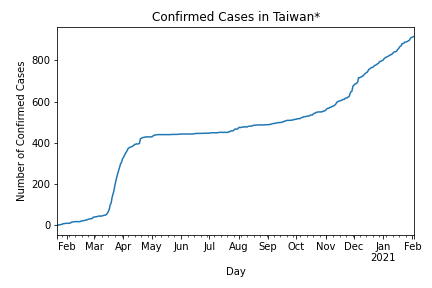 Confirmed Cases in Taiwan*
Number of Confirmed Cases
800
600
400
200
0
Feb Mar Apr May Jun Jul Aug Sep Oct Nov Dec Jan Feb
2021
Day